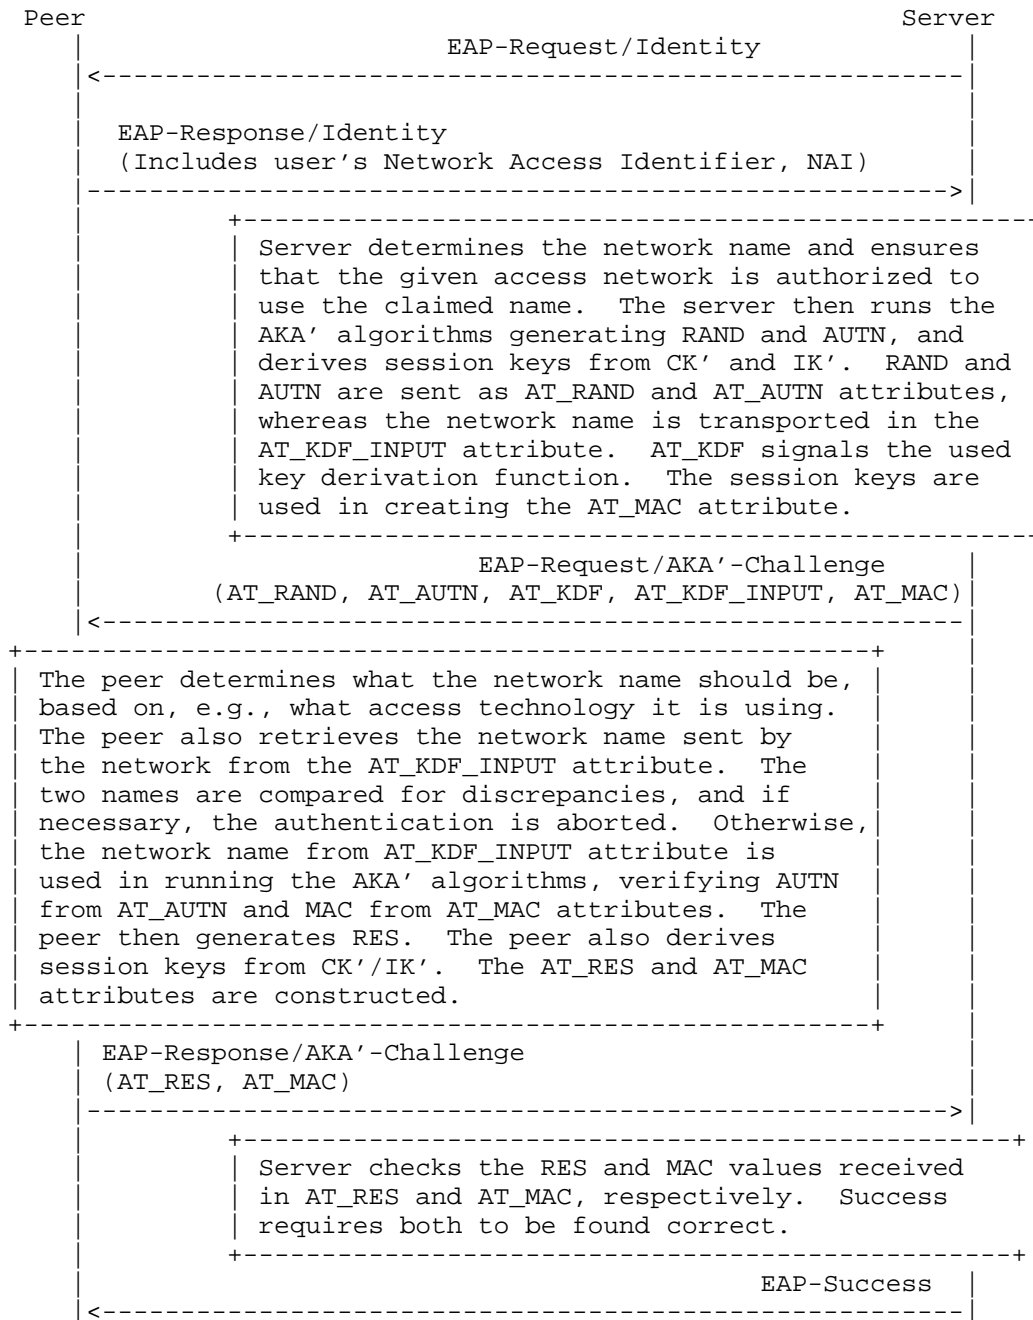 Peer Server
EAP-Request/Identity
EAP-Response/Identity
(Includes user's Network Access Identifier, NAI)
Server determines the network name and ensures
that the given access network is authorized to
use the claimed name. The server then runs the
AKA' algorithms generating RAND and AUTN, and
derives session keys from CK' and IK'. RAND and
AUTN are sent as AT_RAND and AT_AUTN attributes,
whereas the network name is transported in the
AT_KDF_INPUT attribute. AT_KDF signals the used
key derivation function. The session keys are
used in creating the AT_MAC attribute.
EAP-Request/AKA'-Challenge
(AT_RAND, AT_AUTN, AT_KDF, AT_KDF_INPUT, AT_MAC)
The peer determines what the network name should be,
based on, e.g., what access technology it is using.
The peer also retrieves the network name sent by
the network from the AT_KDF_INPUT attribute. The
two names are compared for discrepancies, and if
necessary, the authentication is aborted. Otherwise,
the network name from AT_KDF_INPUT attribute is
used in running the AKA' algorithms, verifying AUTN
from AT_AUTN and MAC from AT_MAC attributes. The
peer then generates RES. The peer also derives
session keys from CK'/IK'. The AT_RES and AT_MAC
attributes are constructed.
EAP-Response/AKA'-Challenge
(AT_RES, AT_MAC)
Server checks the RES and MAC values received
in AT_RES and AT_MAC, respectively. Success
requires both to be found correct.
EAP-Success